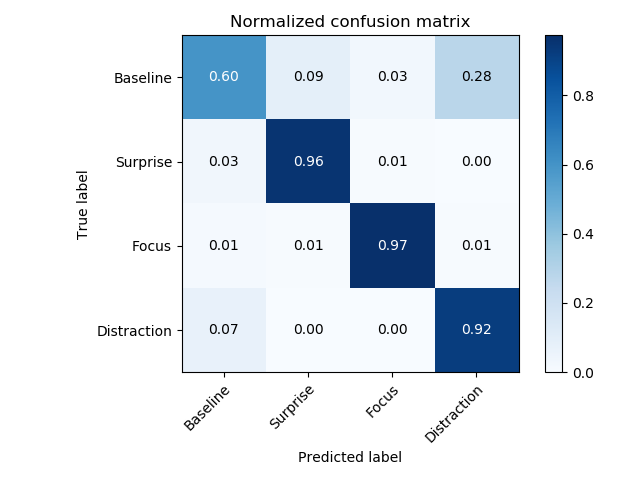 Normalized confusion matrix
Baseline 0.60 0.09 0.03 0.28
Surprise 0.03 0.96 0.01 0.00
Focus 0.01 0.01 0.97 0.01
Distraction 0.07 0.00 0.00 0.92
Baseline Surprise Focus Distraction
True label
Predicted label
0.8
0.6
0.4
0.2
0.0